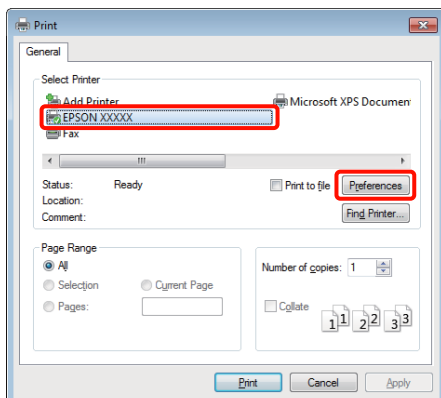 Print
General
Select Printer
Add Printer
Microsoft XPS Documen
EPSON XXXXX
Fax
Status: Ready
Print to file
Preferences
Location:
Comment:
Find Printer...
Page Range
All
Selection
Current Page
Pages:
Number of copies: 1
Collate
1 1 2 2 3 3
Print
Cancel
Apply